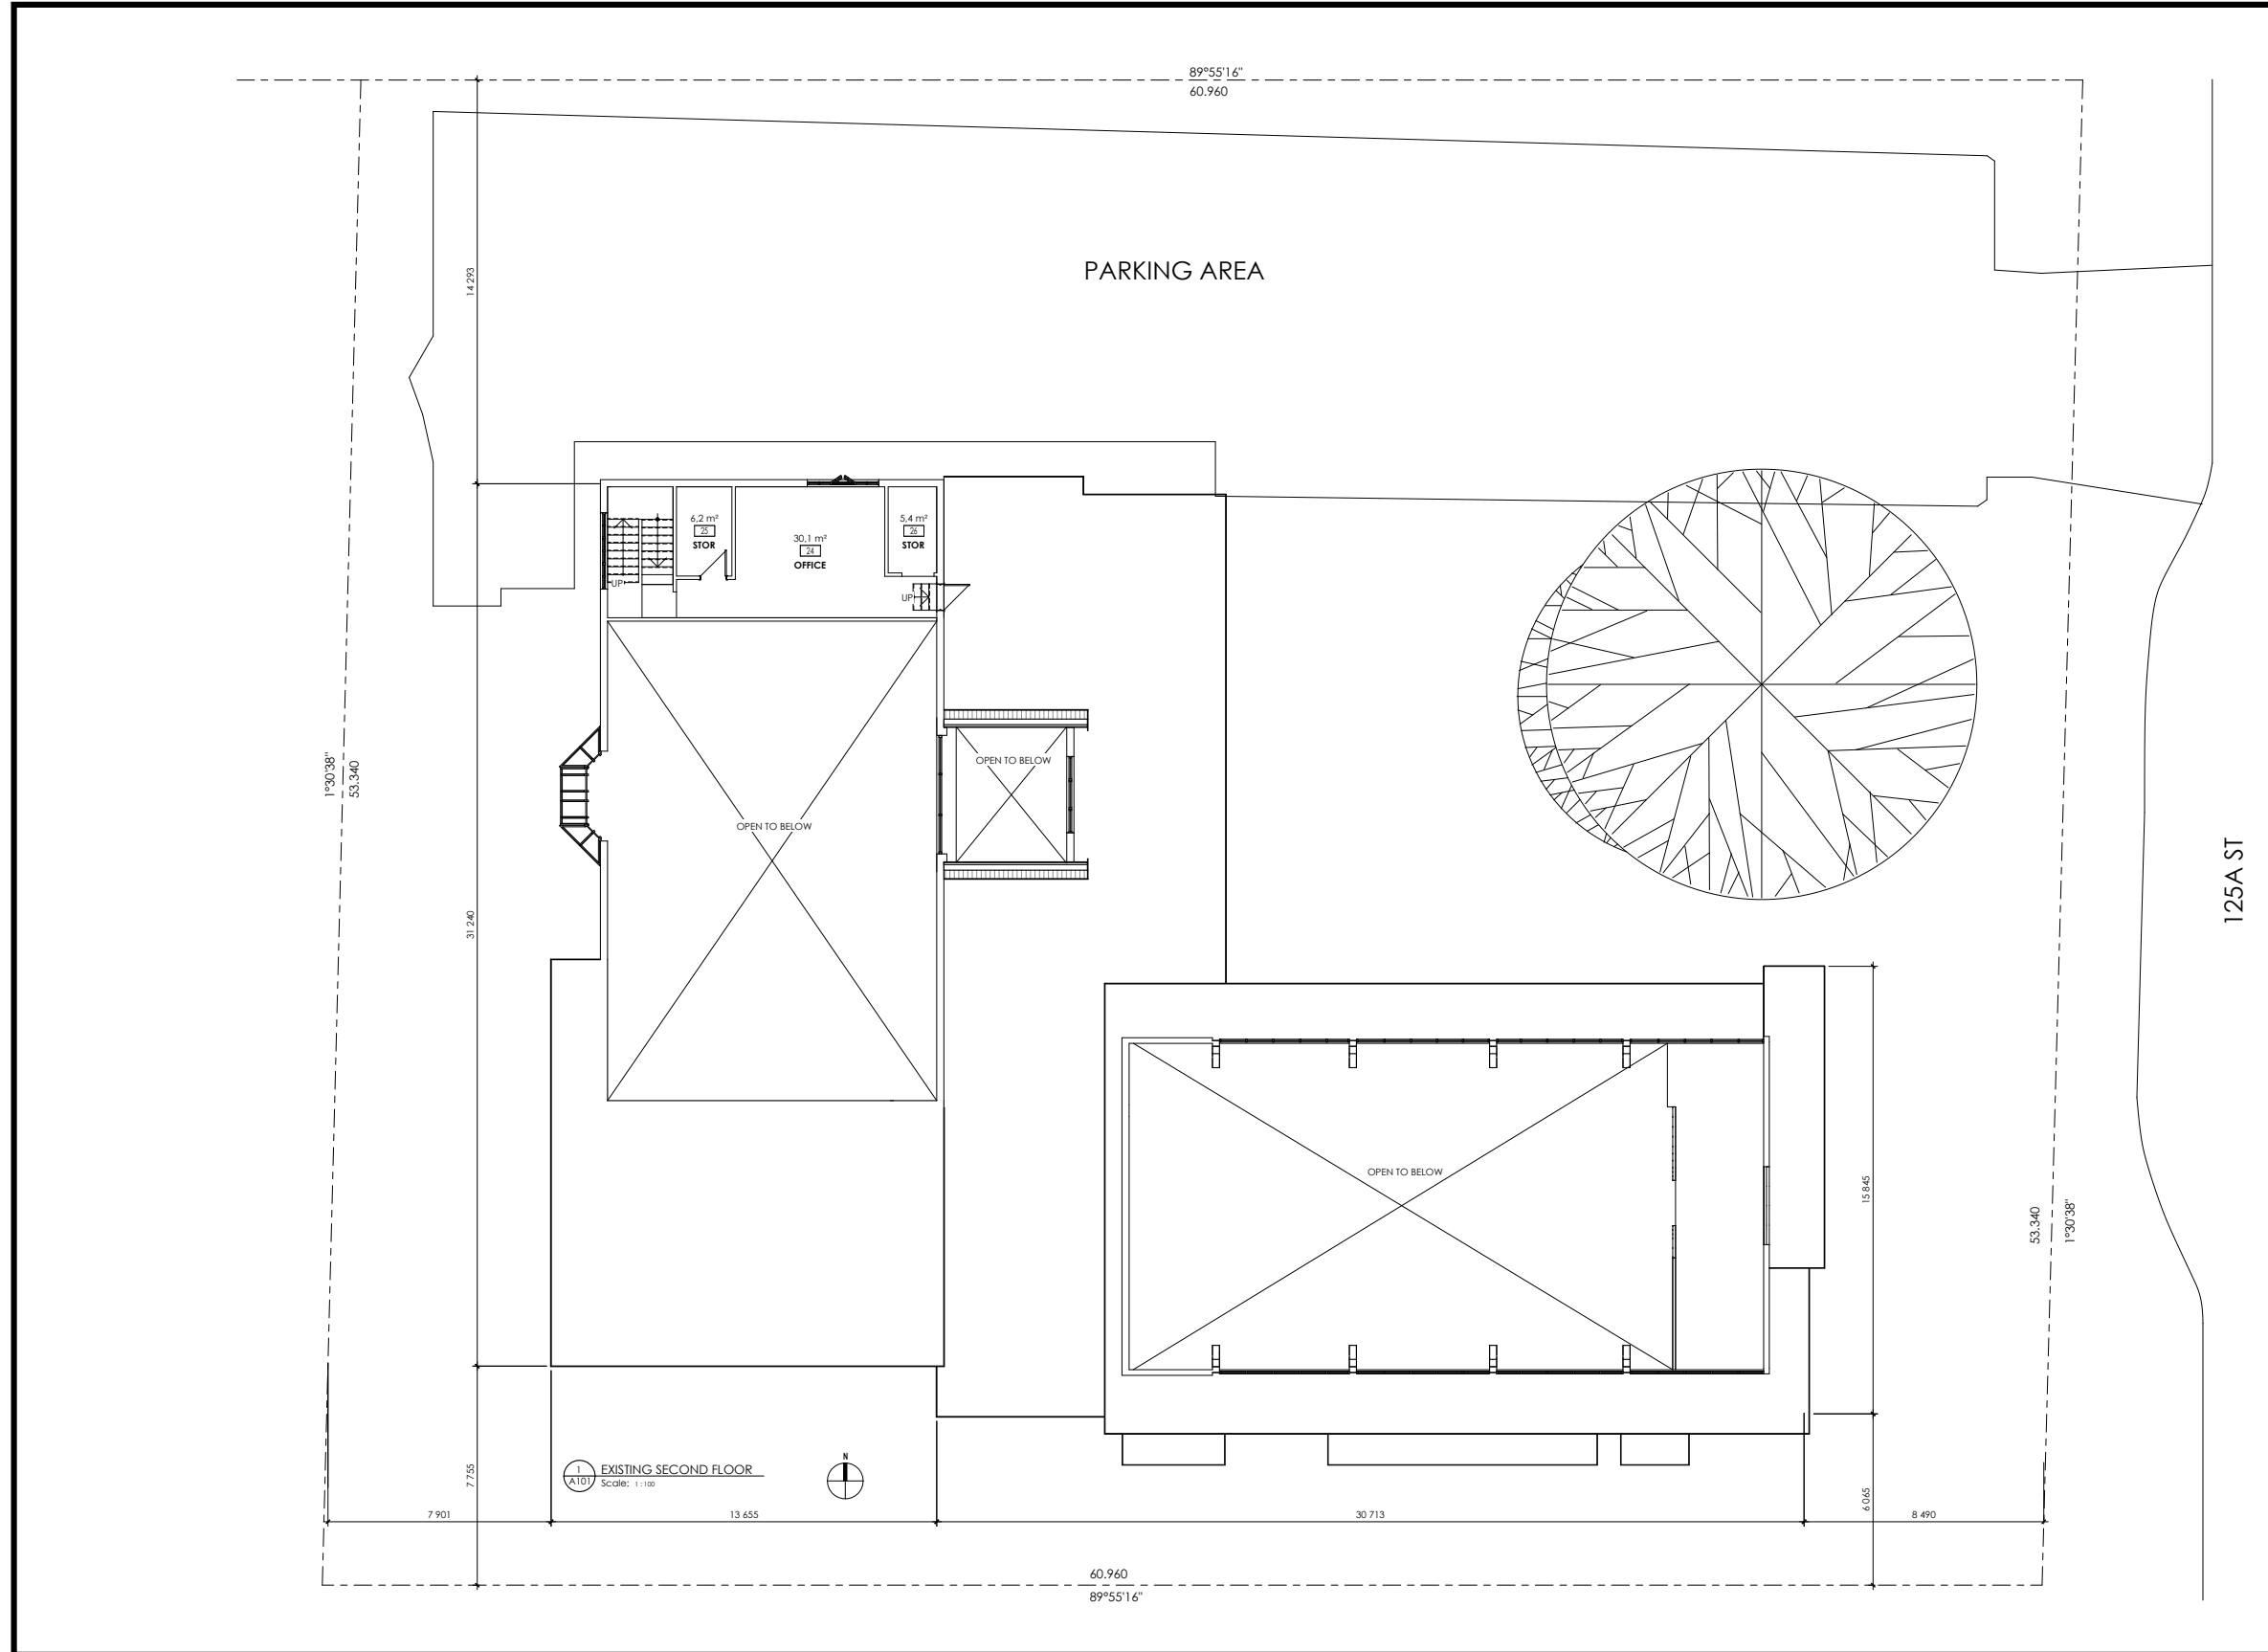 89°55'16"
60.960
PARKING AREA
14 293
6,2 m²
25
STOR
30,1 m²
24
OFFICE
5,4 m²
26
STOR
UP
UP
OPEN TO BELOW
OPEN TO BELOW
1°30'38"
53.340
125A ST
31 240
OPEN TO BELOW
15 845
53.340
1°30'38"
1
A101
EXISTING SECOND FLOOR
Scale: 1 : 100
N
7 755
6 065
7 901
13 655
30 713
8 490
60.960
89°55'16"